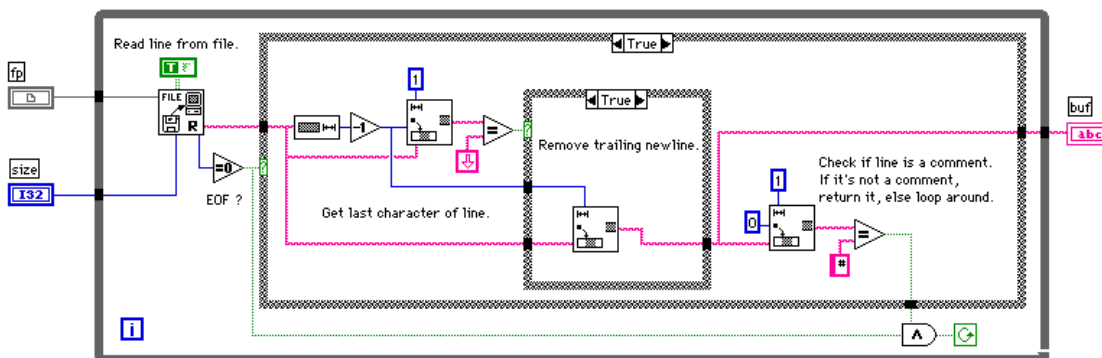 True
Read line from file.
T F
fp
FILE
R
1
-1
=
True
Remove trailing newline.
buf
abc
Check if line is a comment.
If it's not a comment,
return it, else loop around.
size
I32
=0
?
?
EOF ?
Get last character of line.
1
0
=
#
i
∧